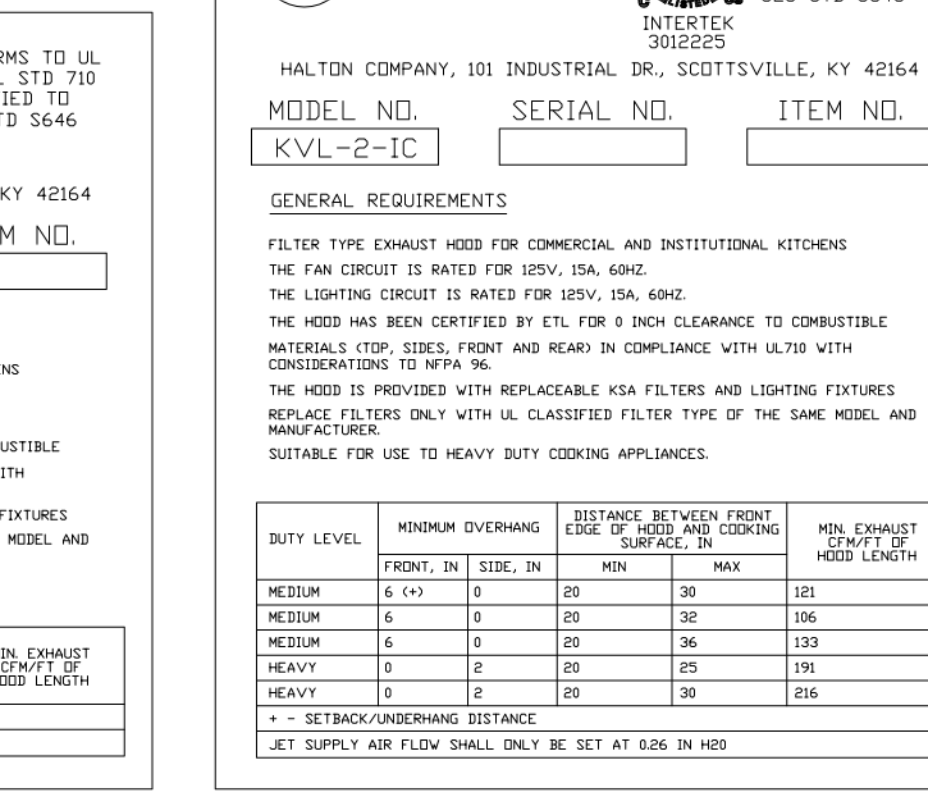 RMS TO UL
STD 710
IED TO
TD S646
KY 42164
M NO.
ENS
USTIBLE
ITH
FIXTURES
MODEL AND
IN. EXHAUST
CFM/FT OF
OOD LENGTH
C LISTED US
INTERTEK
3012225
HALTON COMPANY, 101 INDUSTRIAL DR., SCOTTSVILLE, KY 42164
MODEL NO. SERIAL NO. ITEM NO.
KVL-2-IC
GENERAL REQUIREMENTS
FILTER TYPE EXHAUST HOOD FOR COMMERCIAL AND INSTITUTIONAL KITCHENS
THE FAN CIRCUIT IS RATED FOR 125V, 15A, 60HZ.
THE LIGHTING CIRCUIT IS RATED FOR 125V, 15A, 60HZ.
THE HOOD HAS BEEN CERTIFIED BY ETL FOR 0 INCH CLEARANCE TO COMBUSTIBLE
MATERIALS (TOP, SIDES, FRONT AND REAR) IN COMPLIANCE WITH UL710 WITH
CONSIDERATIONS TO NFPA 96.
THE HOOD IS PROVIDED WITH REPLACEABLE KSA FILTERS AND LIGHTING FIXTURES
REPLACE FILTERS ONLY WITH UL CLASSIFIED FILTER TYPE OF THE SAME MODEL AND
MANUFACTURER.
SUITABLE FOR USE TO HEAVY DUTY COOKING APPLIANCES.
DUTY LEVEL
MINIMUM OVERHANG
DISTANCE BETWEEN FRONT
EDGE OF HOOD AND COOKING
SURFACE, IN
MIN. EXHAUST
CFM/FT OF
HOOD LENGTH
FRONT, IN SIDE, IN MIN MAX
MEDIUM 6 (+) 0 20 30 121
MEDIUM 6 0 20 32 106
MEDIUM 6 0 20 36 133
HEAVY 0 2 20 25 191
HEAVY 0 2 20 30 216
+ - SETBACK/UNDERHANG DISTANCE
JET SUPPLY AIR FLOW SHALL ONLY BE SET AT 0.26 IN H20